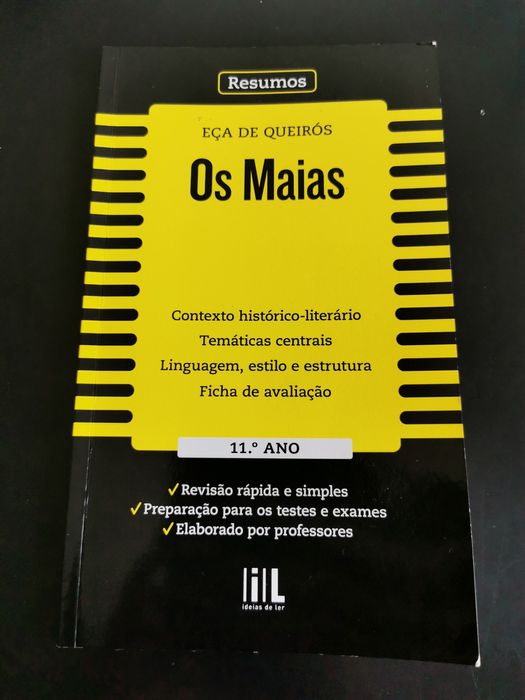 Resumos
EÇA DE QUEIRÓS
Os Maias
Contexto histórico-literário
Temáticas centrais
Linguagem, estilo e estrutura
Ficha de avaliação
11.º ANO
✓Revisão rápida e simples
✓Preparação para os testes e exames
✓Elaborado por professores
|i|L
ideias de ler